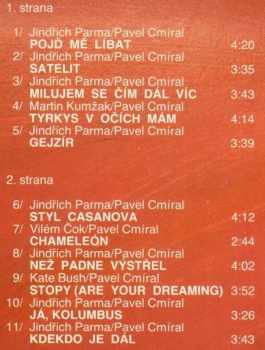 1. strana
1/ Jindřich Parma/Pavel Cmíral
POJĎ MĚ LÍBAT 4:20
2/ Jindřich Parma/Pavel Cmíral
SATELIT 3:35
3/ Jindřich Parma/Pavel Cmíral
MILUJEM SE ČÍM DÁL VÍC 3:43
4/ Martin Kumžak/Pavel Cmíral
TYRKYS V OČÍCH MÁM 4:14
5/ Jindřich Parma/Pavel Cmíral
GEJZÍR 3:39
2. strana
6/ Jindřich Parma/Pavel Cmíral
STYL CASANOVA 4:12
7/ Vilém Čok/Pavel Cmíral
CHAMELEÓN 2:44
8/ Jindřich Parma/Pavel Cmíral
NEŽ PADNE VÝSTŘEL 4:02
9/ Kate Bush/Pavel Cmíral
STOPY (ARE YOUR DREAMING) 3:52
10/ Jindřich Parma/Pavel Cmíral
JÁ, KOLUMBUS 3:26
11/ Jindřich Parma/Pavel Cmíral
KDEKDO JE DÁL 3:43